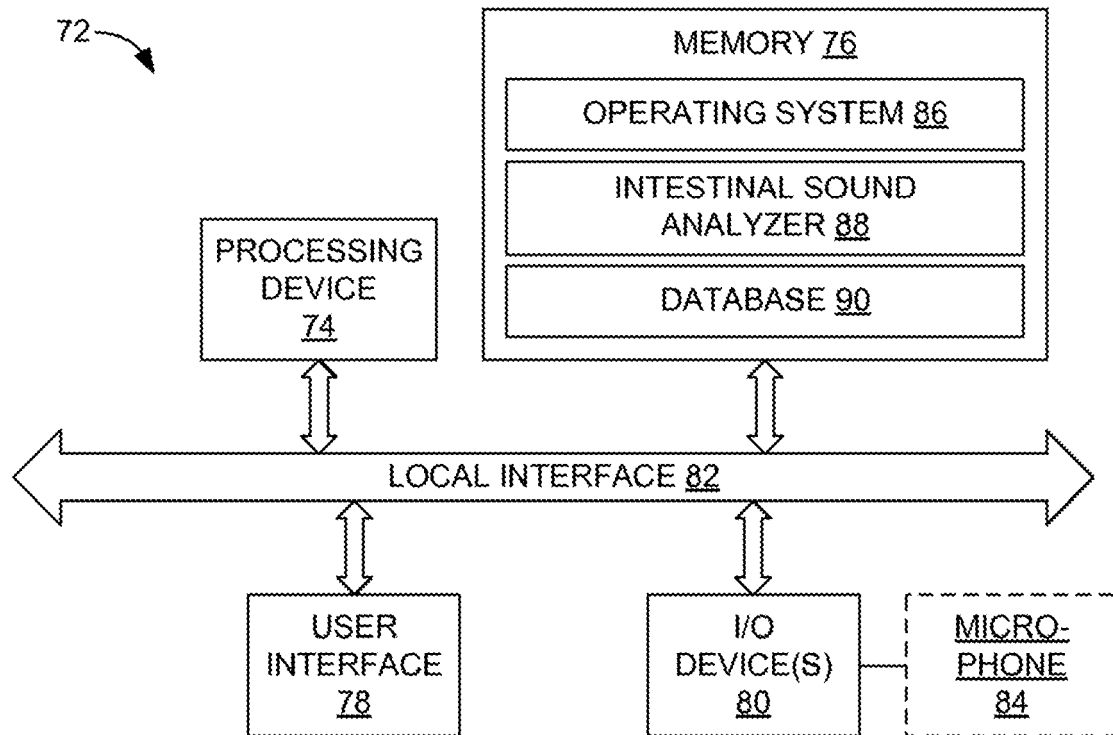 72
MEMORY 76
OPERATING SYSTEM 86
INTESTINAL SOUND
ANALYZER 88
DATABASE 90
PROCESSING
DEVICE
74
LOCAL INTERFACE 82
USER
INTERFACE
78
I/O
DEVICE(S)
80
MICRO-
PHONE
84